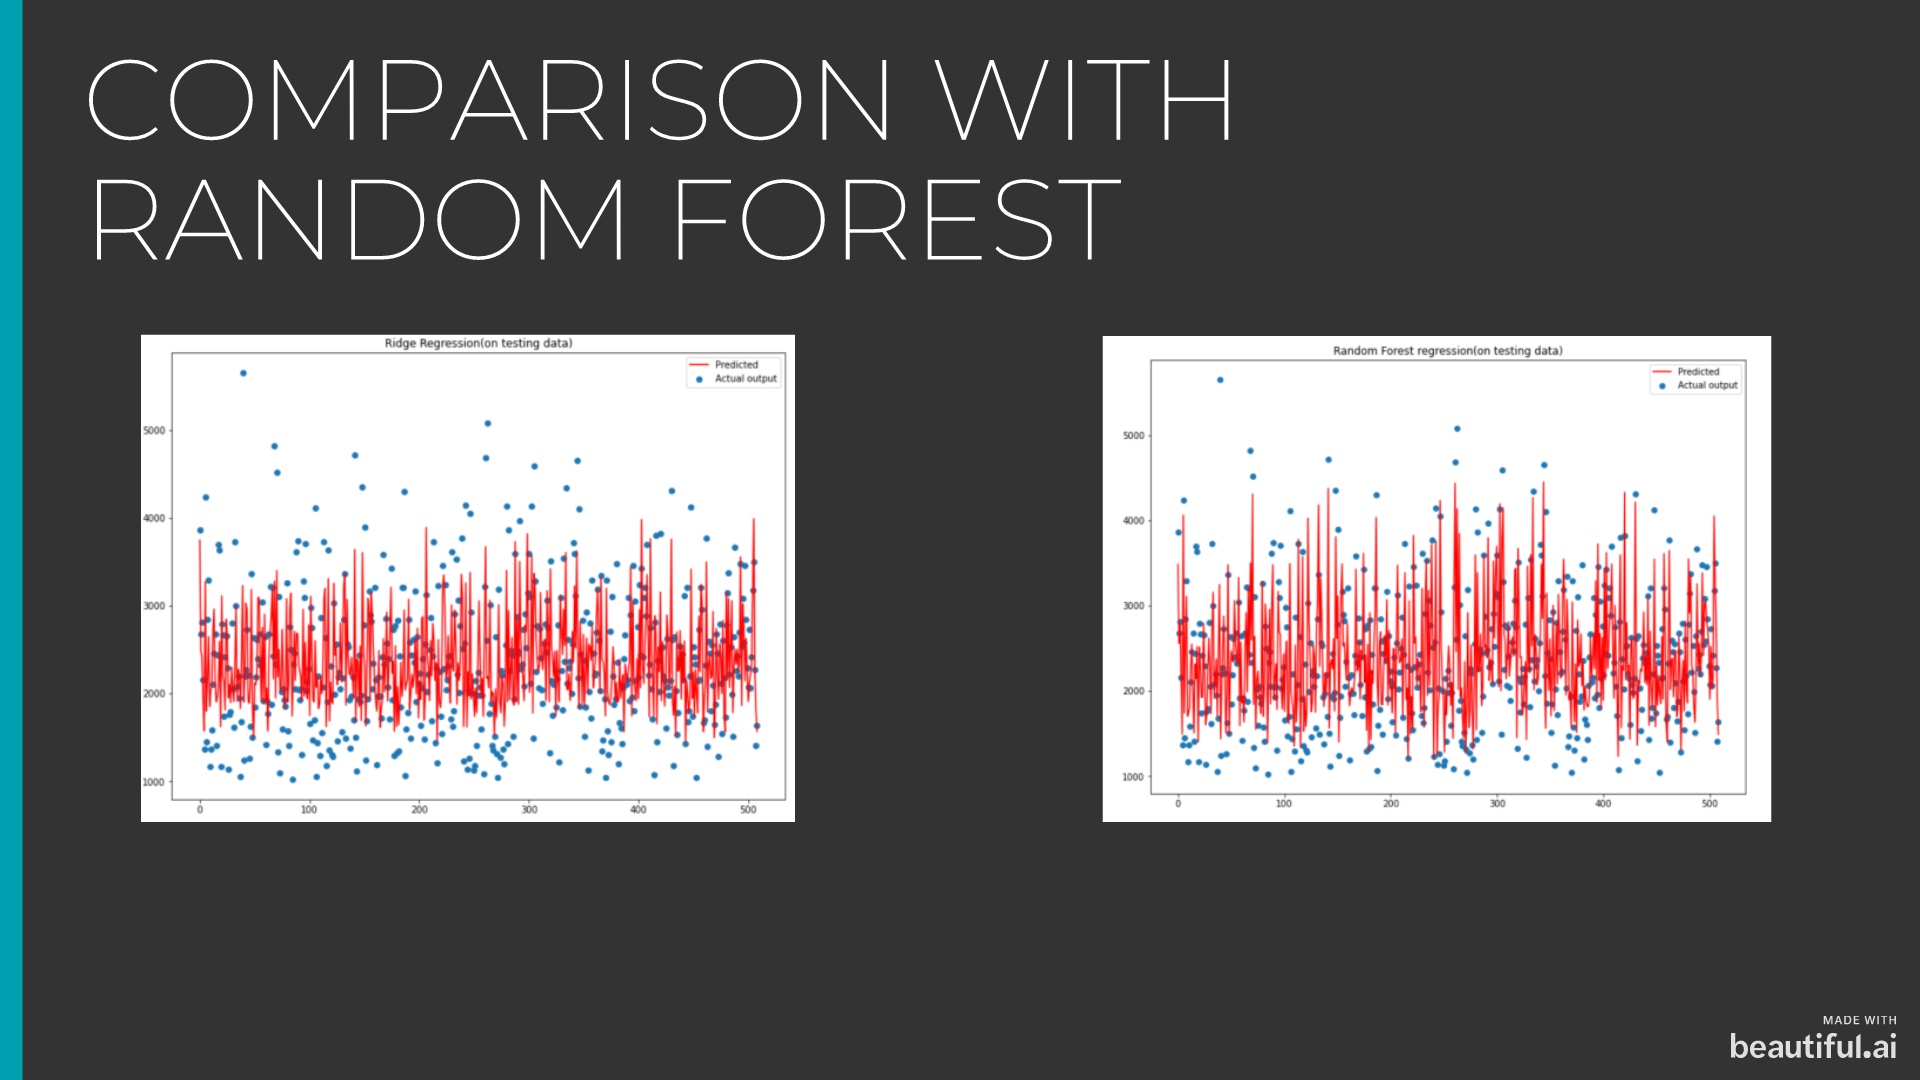 COMPARISON WITH
RANDOM FOREST
Ridge Regression(on testing data)
Predicted
Actual output
5000
4000
3000
2000
1000
0 100 200 300 400 500
Random Forest regression(on testing data)
Predicted
Actual output
5000
4000
3000
2000
1000
0 100 200 300 400 500
MADE WITH
beautiful.ai